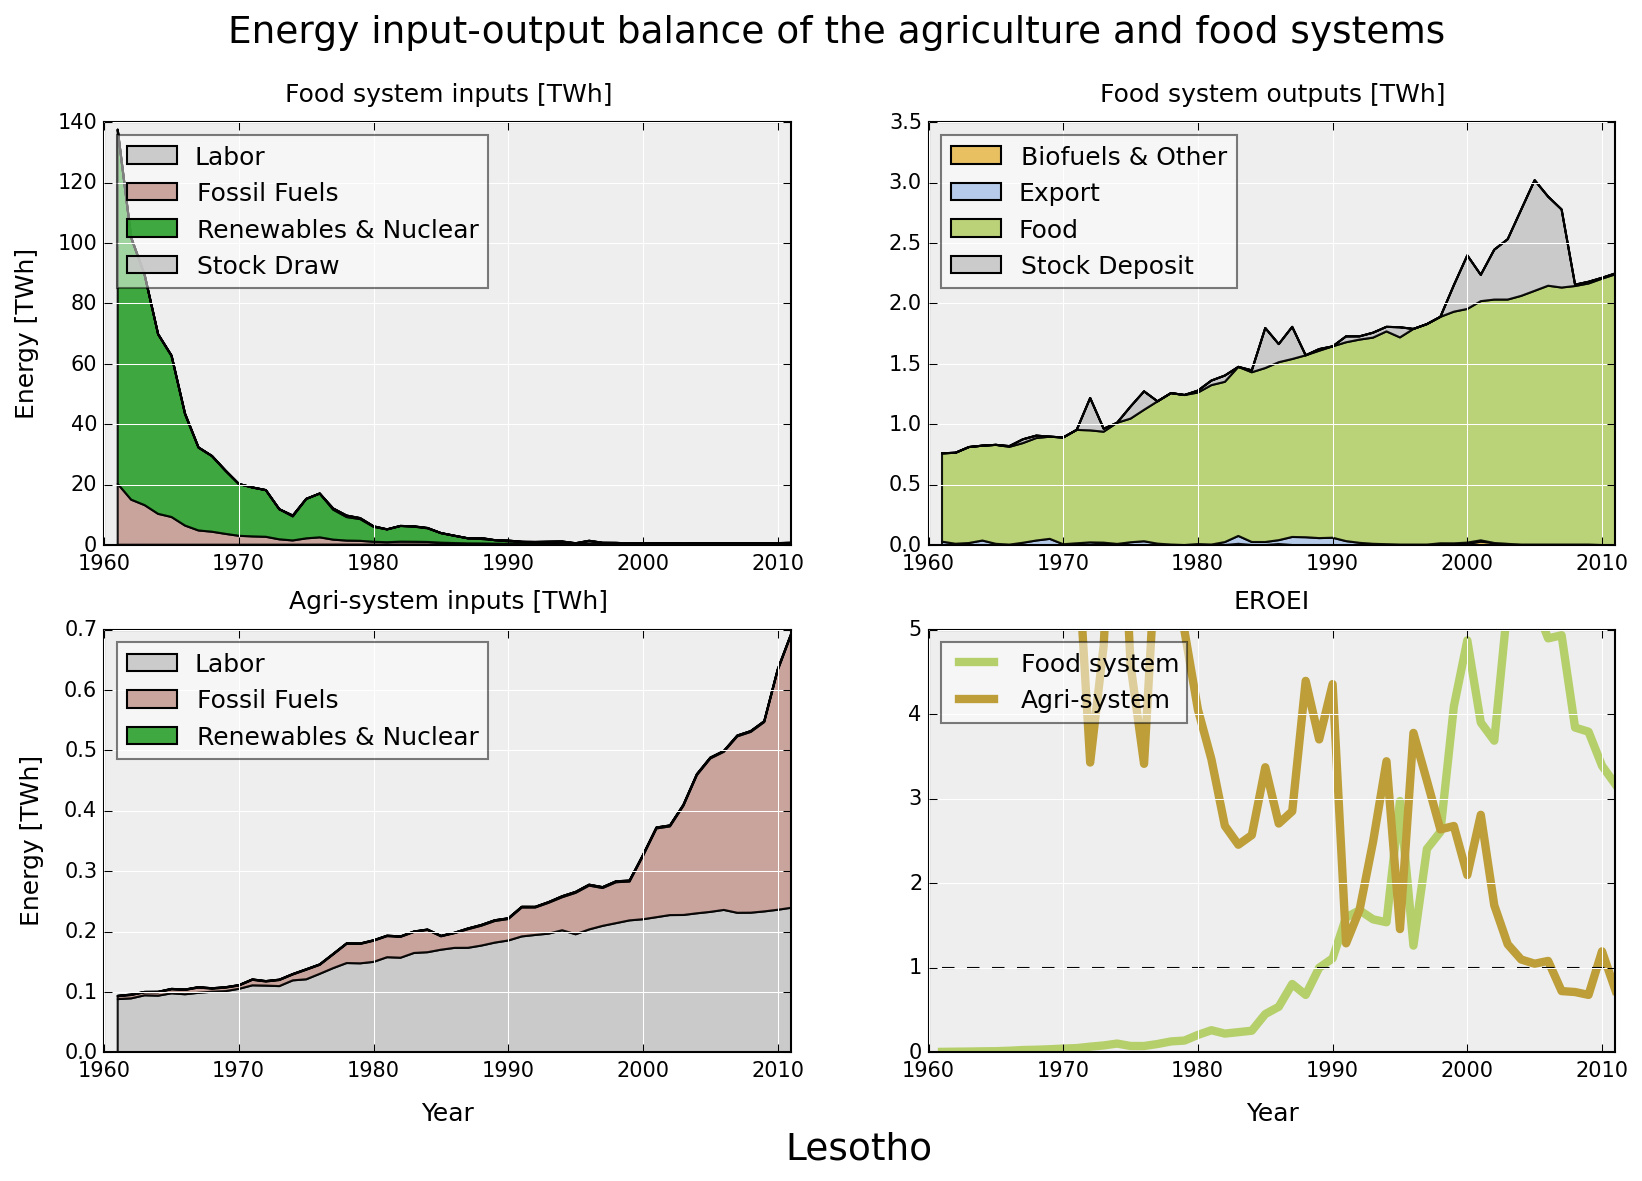 Energy input-output balance of the agriculture and food systems
Food system inputs [TWh]
Energy [TWh]
140
120
100
80
60
40
20
0
Labor
Fossil Fuels
Renewables & Nuclear
Stock Draw
1960 1970 1980 1990 2000 2010
Food system outputs [TWh]
3.5
3.0
2.5
2.0
1.5
1.0
0.5
0.0
Biofuels & Other
Export
Food
Stock Deposit
1960 1970 1980 1990 2000 2010
Agri-system inputs [TWh]
Energy [TWh]
0.7
0.6
0.5
0.4
0.3
0.2
0.1
0.0
Labor
Fossil Fuels
Renewables & Nuclear
1960 1970 1980 1990 2000 2010
Year
EROEI
5
4
3
2
1
0
Food system
Agri-system
1960 1970 1980 1990 2000 2010
Year
Lesotho